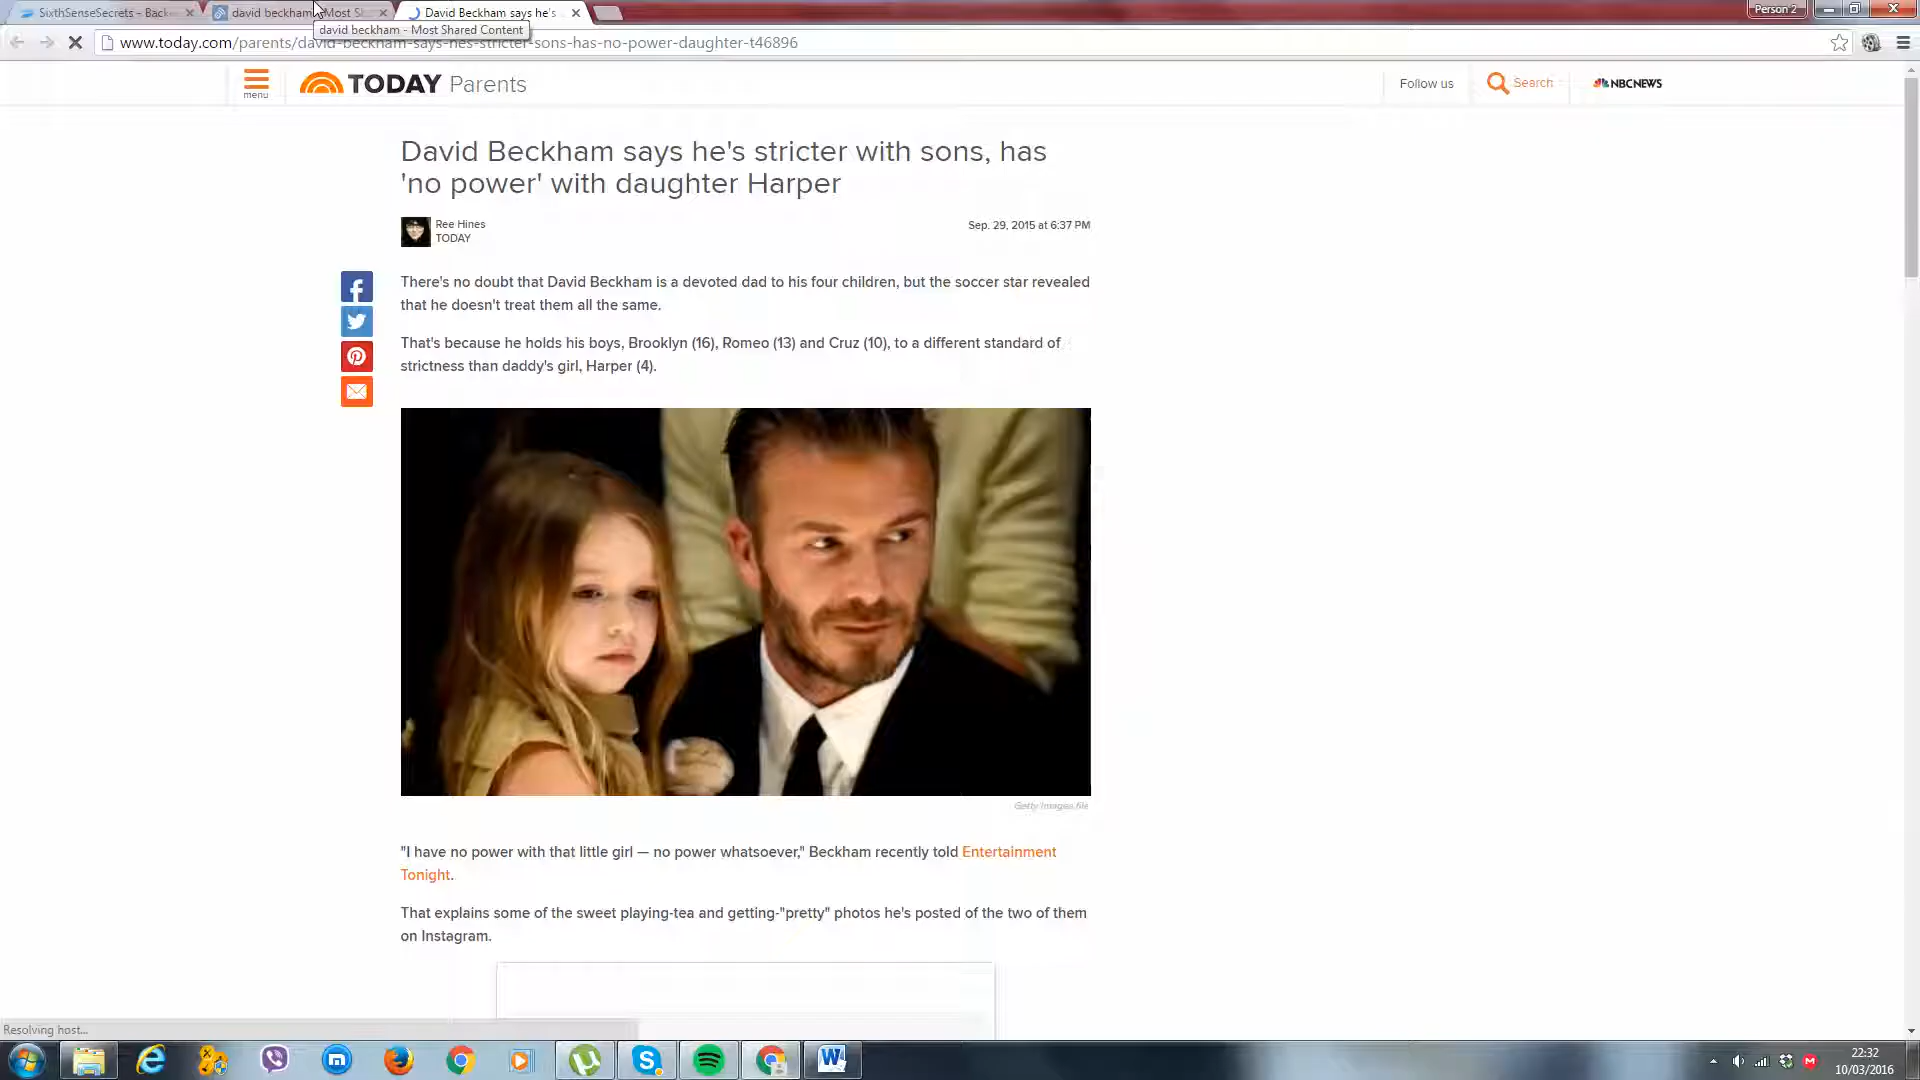 SixthSenseSecrets - Back
david beckham - Most Sh
David Beckham says he's
Person 2
david beckham - Most Shared Content
www.today.com/parents/david-beckham-says-hes-stricter-sons-has-no-power-daughter-t46896
menu
TODAY Parents
Follow us
Search
NBCNEWS
David Beckham says he's stricter with sons, has
'no power' with daughter Harper
Ree Hines
TODAY
Sep. 29, 2015 at 6:37 PM
There's no doubt that David Beckham is a devoted dad to his four children, but the soccer star revealed
that he doesn't treat them all the same.
That's because he holds his boys, Brooklyn (16), Romeo (13) and Cruz (10), to a different standard of
strictness than daddy's girl, Harper (4).
Getty Images file
"I have no power with that little girl — no power whatsoever," Beckham recently told Entertainment
Tonight.
That explains some of the sweet playing-tea and getting-"pretty" photos he's posted of the two of them
on Instagram.
Resolving host...
22:32
10/03/2016